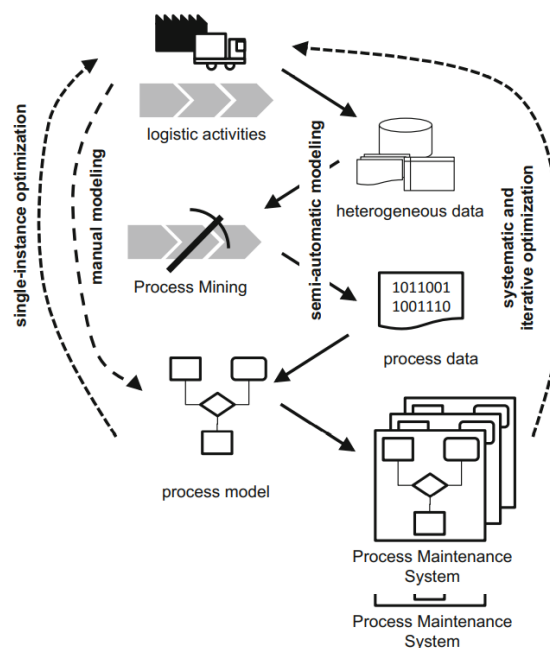 logistic activities
single-instance optimization
manual modeling
semi-automatic modeling
systematic and
iterative optimization
heterogeneous data
Process Mining
1011001
1001110
process data
process model
Process Maintenance
System
Process Maintenance
System